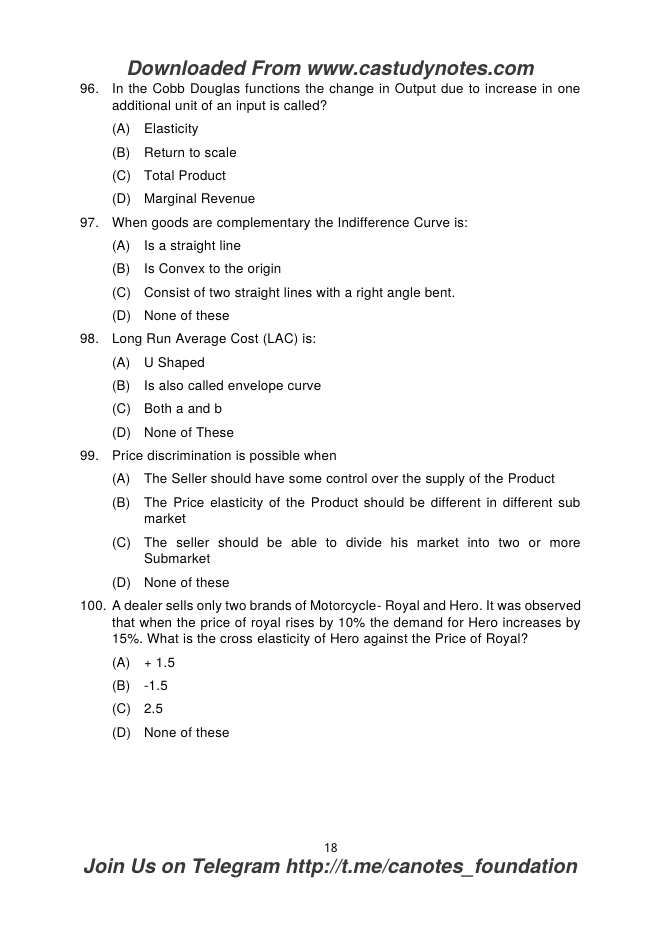 Downloaded From www.castudynotes.com
96. In the Cobb Douglas functions the change in Output due to increase in one
additional unit of an input is called?
(A) Elasticity
(B) Return to scale
(C) Total Product
(D) Marginal Revenue
97. When goods are complementary the Indifference Curve is:
(A) Is a straight line
(B) Is Convex to the origin
(C) Consist of two straight lines with a right angle bent.
(D) None of these
98. Long Run Average Cost (LAC) is:
(A) U Shaped
(B) Is also called envelope curve
(C) Both a and b
(D) None of These
99. Price discrimination is possible when
(A) The Seller should have some control over the supply of the Product
(B) The Price elasticity of the Product should be different in different sub
market
(C) The seller should be able to divide his market into two or more
Submarket
(D) None of these
100. A dealer sells only two brands of Motorcycle- Royal and Hero. It was observed
that when the price of royal rises by 10% the demand for Hero increases by
15%. What is the cross elasticity of Hero against the Price of Royal?
(A) + 1.5
(B) -1.5
(C) 2.5
(D) None of these
18
Join Us on Telegram http://t.me/canotes_foundation